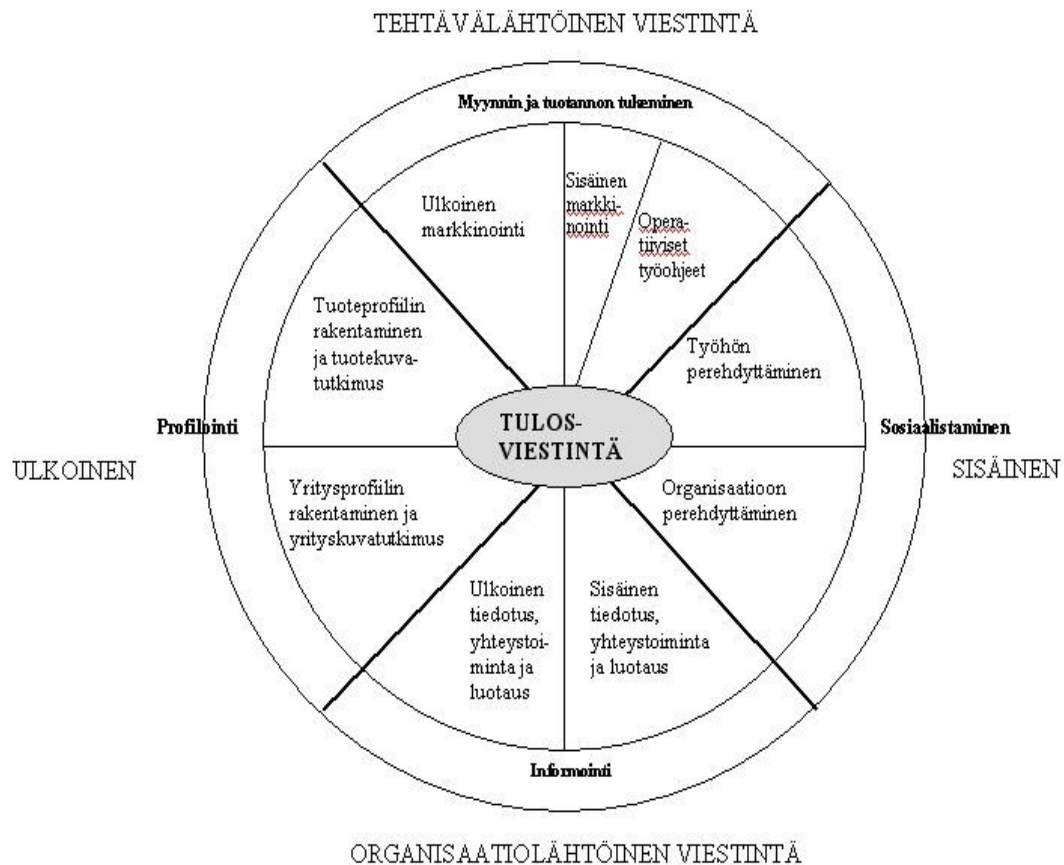 TEHTÄVÄLÄHTÖINEN VIESTINTÄ
Myynnin ja tuotannon tukeminen
Ulkoinen
markkinointi
Sisäinen
markki-
nointi
Opera-
tiiviset
työohjeet
Tuoteprofiilin
rakentaminen
ja tuotekuva-
tutkimus
Työhön
perehdyttäminen
Profilointi
TULOS-
VIESTINTÄ
Sosiaalistaminen
ULKOINEN
SISÄINEN
Yritysprofiilin
rakentaminen ja
yrityskuvatutkimus
Organisaatioon
perehdyttäminen
Ulkoinen
tiedotus,
yhteystoi-
minta ja
luotaus
Sisäinen
tiedotus,
yhteystoiminta
ja luotaus
Informointi
ORGANISAATIOLÄHTÖINEN VIESTINTÄ